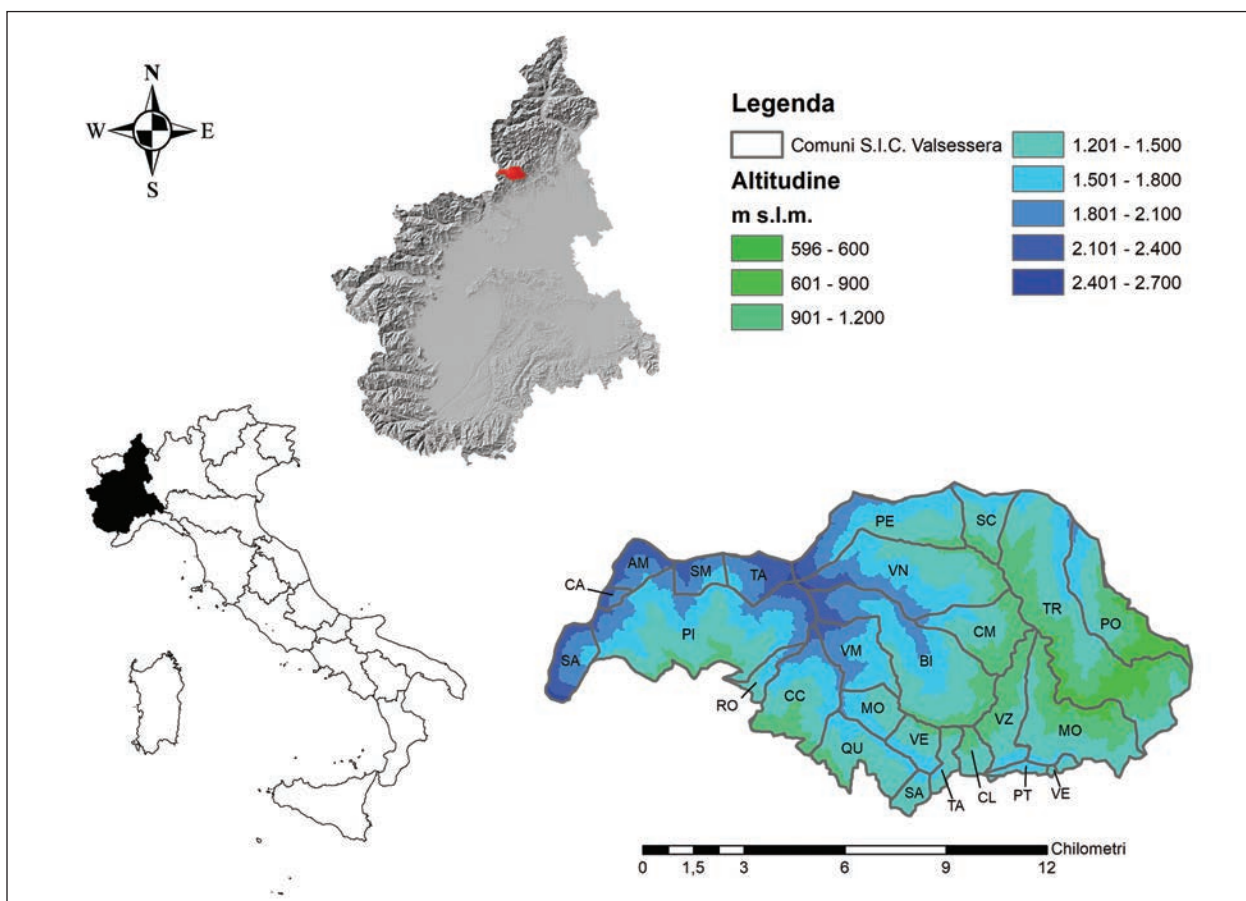 N
W E
S
Legenda
Comuni S.I.C. Valsessera
Altitudine
m s.l.m.
596 - 600
601 - 900
901 - 1.200
1.201 - 1.500
1.501 - 1.800
1.801 - 2.100
2.101 - 2.400
2.401 - 2.700
PE SC
AM SM TA VN
CA
TR PO
PI CM
SA VM BI
RO CC MO VZ MO
QU VE
SA TA CL PT VE
Chilometri
0 1,5 3 6 9 12